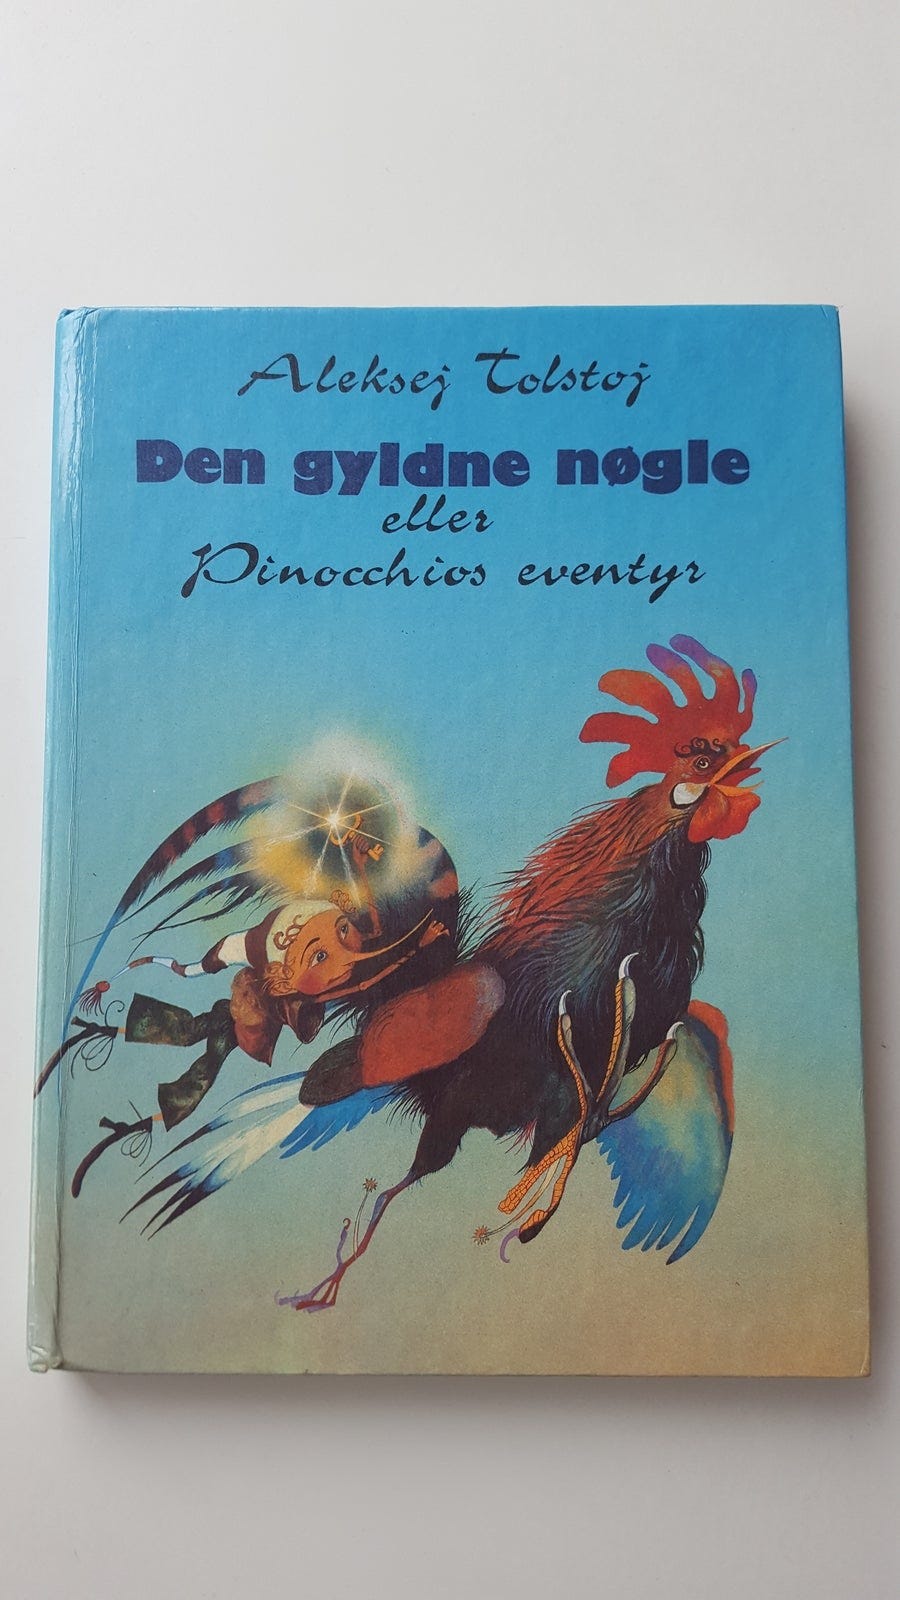 Aleksej Tolstoj
Den gyldne nøgle
eller
Pinocchios eventyr